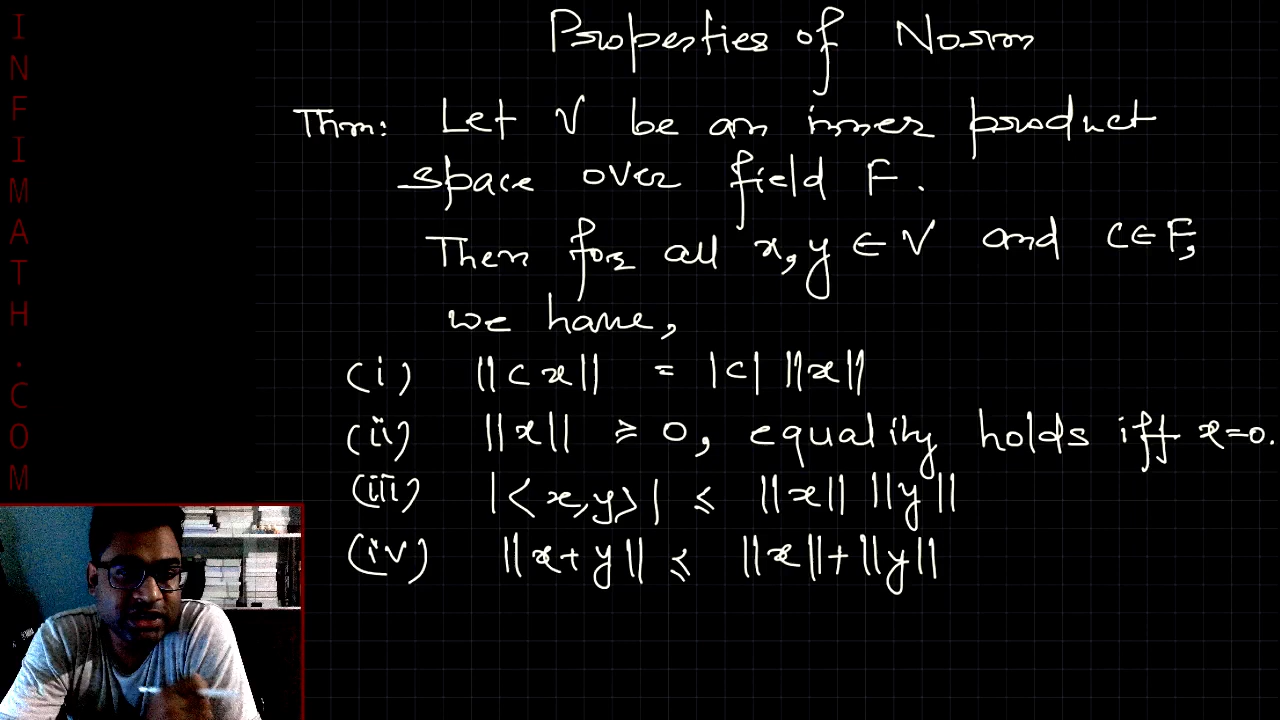 INFIMATH.COM
Properties of Norm
Thm: Let V be an inner product
space over field F.
Then for all x, y ∈ V and c ∈ F,
we have,
(i) ||c x|| = |c| ||x||
(ii) ||x|| ≥ 0, equality holds iff x=0.
(iii) |<x,y>| ≤ ||x|| ||y||
(iv) ||x+y|| ≤ ||x||+||y||